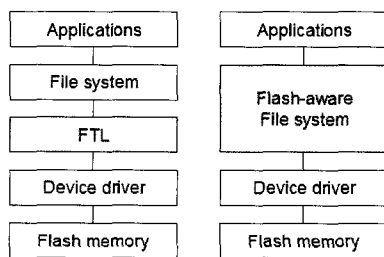 Applications
File system
FTL
Device driver
Flash memory
Applications
Flash-aware
File system
Device driver
Flash memory